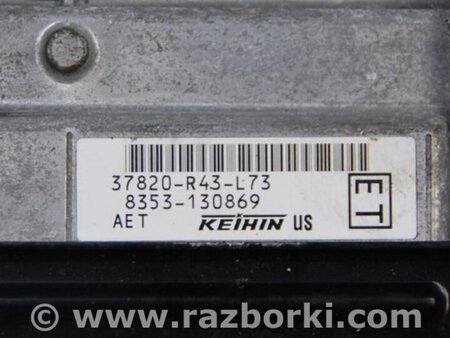 37820-R43-L73
8353-130869
AET KEIHIN US
ET
© www.razborki.com